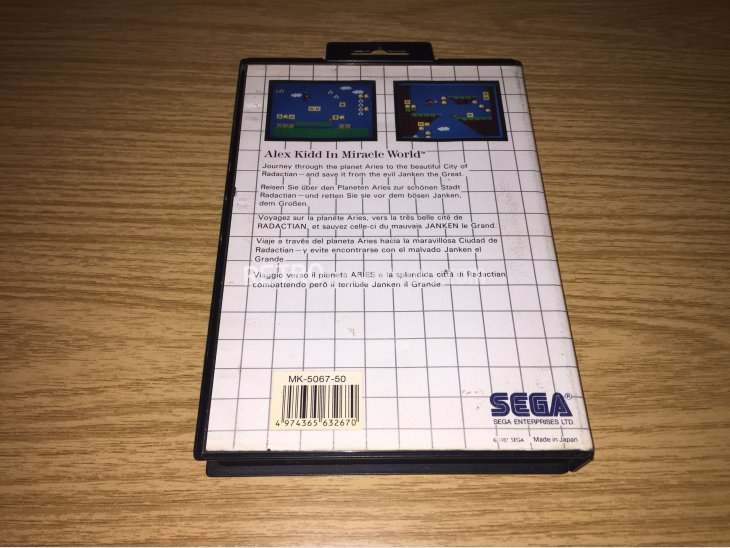 Alex Kidd In Miracle World™
Journey through the planet Aries to the beautiful City of
Radactian—and save it from the evil Janken the Great.
Reisen Sie über den Planeten Aries zur schönen Stadt
Radactian—und retten Sie sie vor dem bösen Janken,
dem Großen.
Voyagez sur la planète Aries, vers la très belle cité de
RADACTIAN, et sauvez celle-ci du mauvais JANKEN le Grand.
Viaje a través del planeta Aries hacia la maravillosa Ciudad de
Radactian—y evite encontrarse con el malvado Janken el
Grande.
RETRO
Viaggio verso il pianeta ARIES e la splendida città di Radactian
combattendo però il terribile Janken il Grande.
MK-5067-50
4 974365 632670
SEGA®
SEGA ENTERPRISES LTD.
© 1987 SEGA Made in Japan